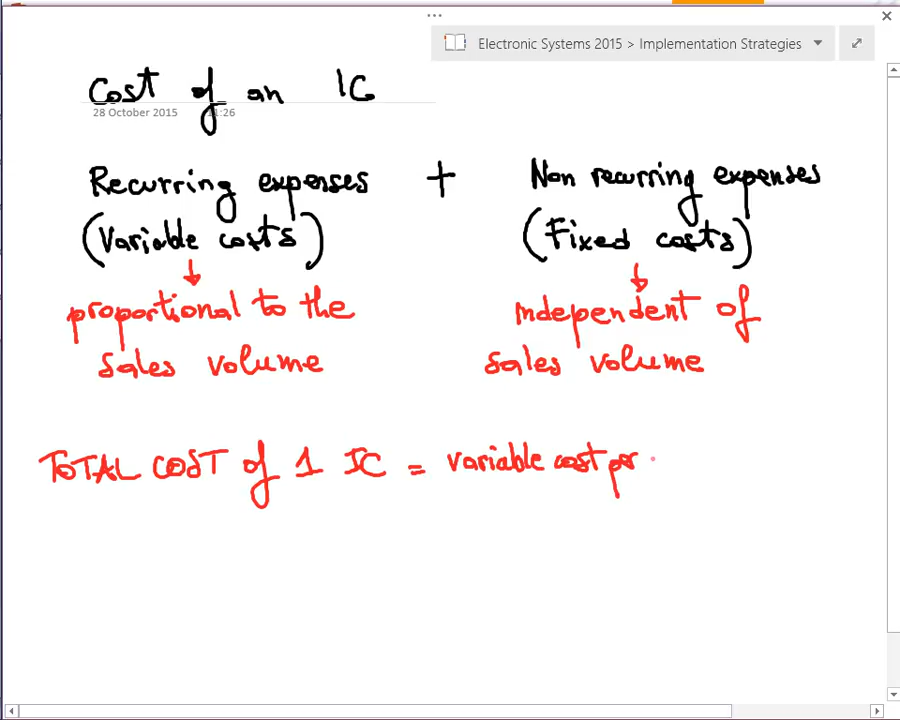 Electronic Systems 2015 > Implementation Strategies
Cost of an IC
28 October 2015 11:26
Recurring expenses + Non recurring expenses
(Variable costs) (Fixed costs)
proportional to the independent of
sales volume sales volume
TOTAL COST of 1 IC = variable cost per